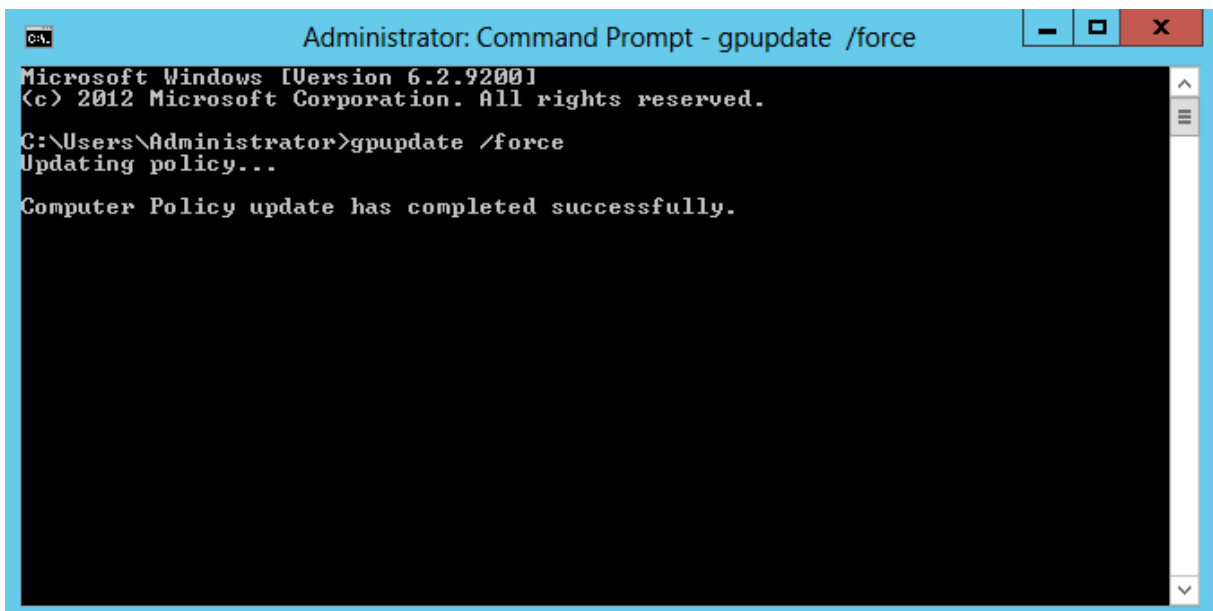 Administrator: Command Prompt - gpupdate  /force
Microsoft Windows [Version 6.2.9200]
(c) 2012 Microsoft Corporation. All rights reserved.
C:\Users\Administrator>gpupdate /force
Updating policy...
Computer Policy update has completed successfully.